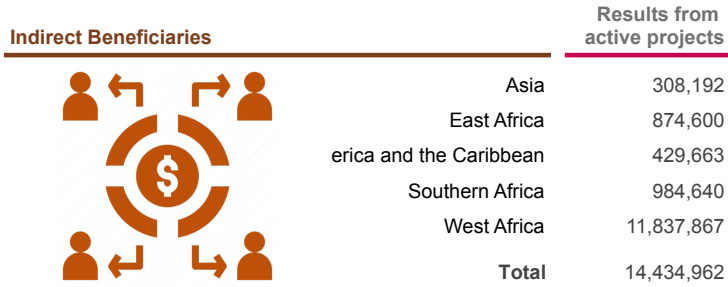 Indirect Beneficiaries
Results from
active projects
Asia 308,192
East Africa 874,600
erica and the Caribbean 429,663
Southern Africa 984,640
West Africa 11,837,867
Total 14,434,962
$